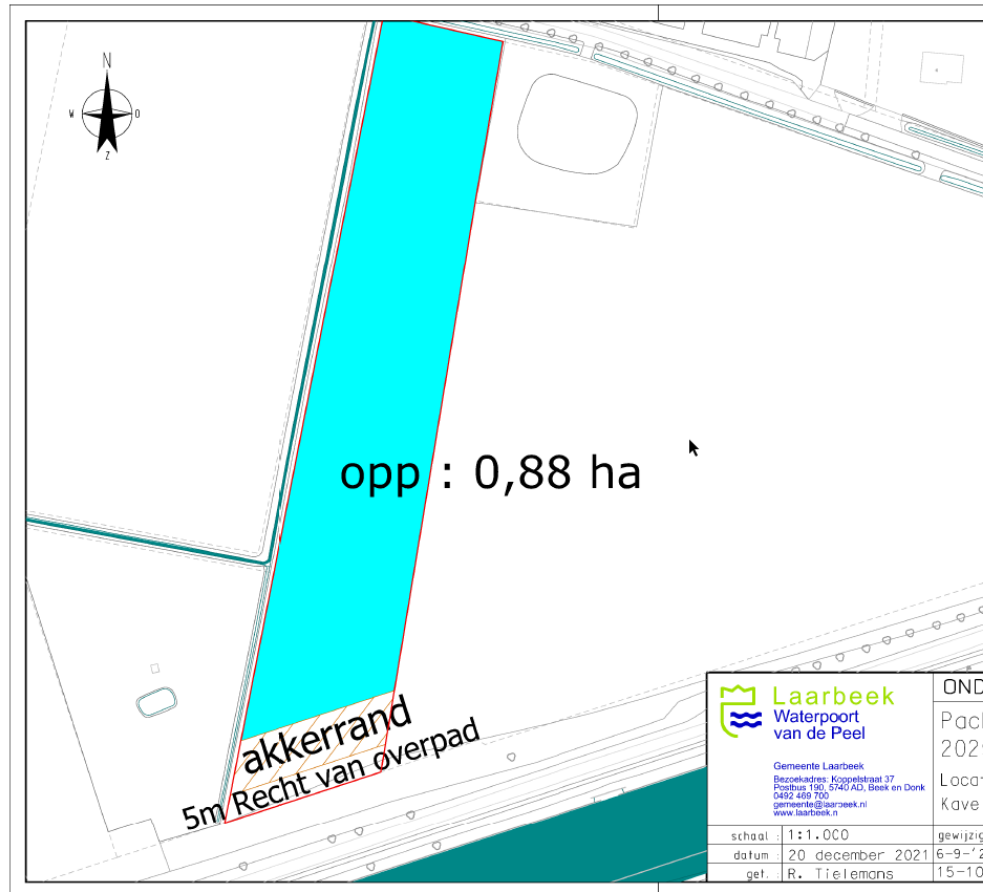 N
W
O
Z
opp : 0,88 ha
akkerrand
5m Recht van overpad
Laarbeek
Waterpoort
van de Peel
Gemeente Laarbeek
Bezoekadres: Koppelstraat 37
Postbus 190, 5740 AD, Beek en Donk
0492 469 700
gemeente@laarbeek.nl
www.laarbeek.n
schaal : 1:1.000
datum : 20 december 2021
get. : R. Tielemans
OND
Pac
202
Locat
Kave
gewijzig
6-9-'2
15-10